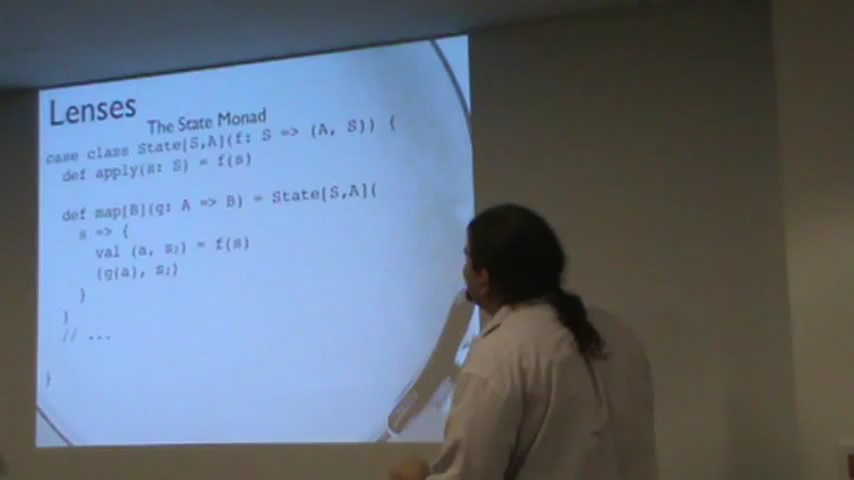 Lenses
The State Monad
case class State[S,A](f: S => (A, S)) {
def apply(s: S) = f(s)
def map[B](g: A => B) = State[S,A](
s => {
val (a, s₂) = f(s)
(g(a), s₂)
}
)
// ...
}